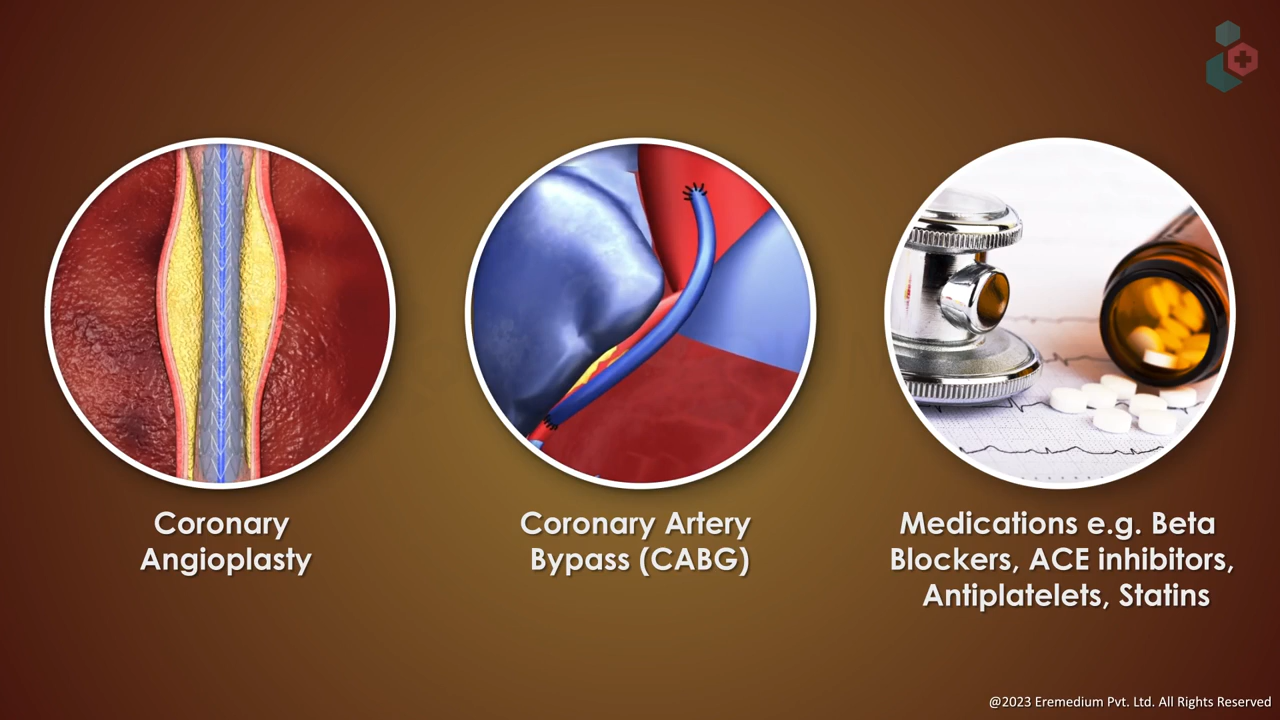 Coronary
Angioplasty
Coronary Artery
Bypass (CABG)
Medications e.g. Beta
Blockers, ACE inhibitors,
Antiplatelets, Statins
@2023 Eremedium Pvt. Ltd. All Rights Reserved